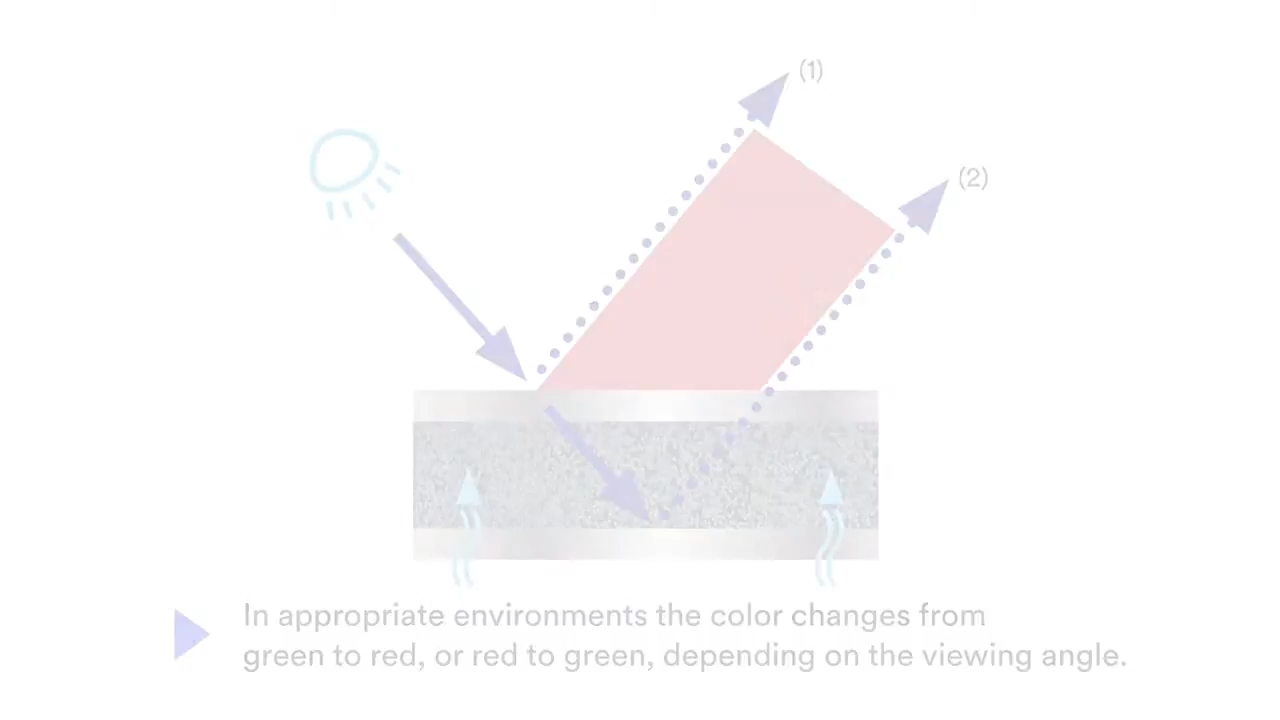 (1)
(2)
In appropriate environments the color changes from
green to red, or red to green, depending on the viewing angle.